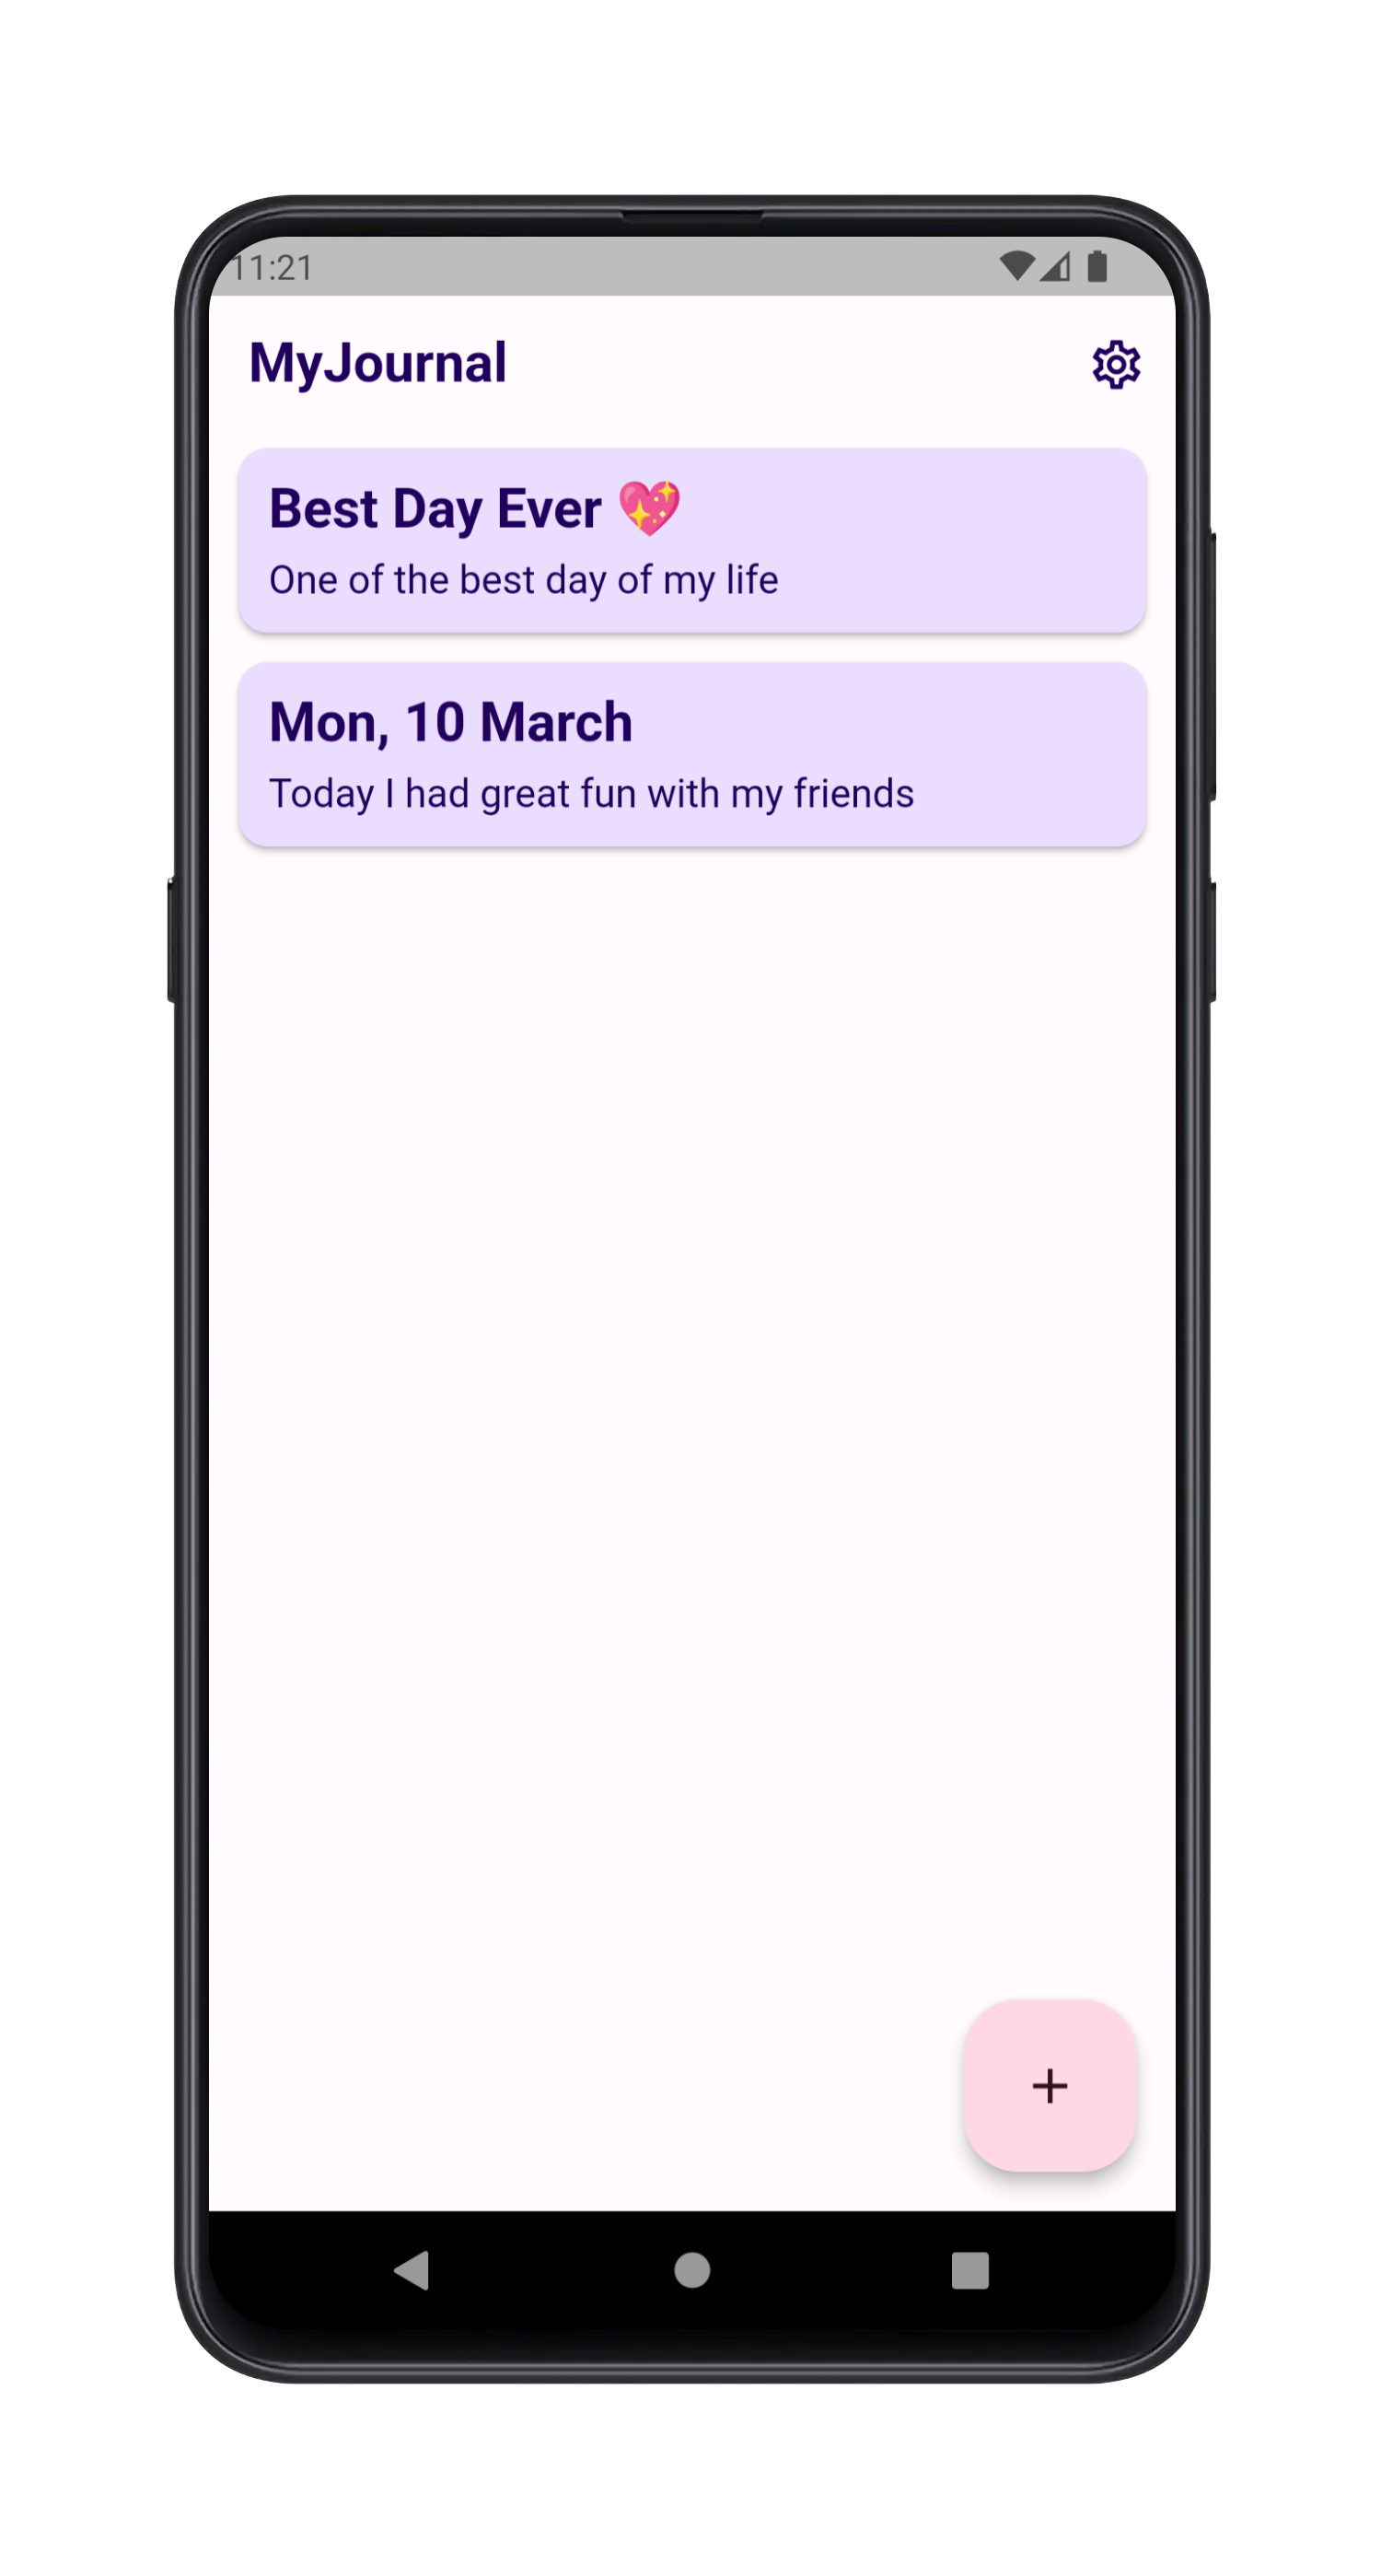 11:21
MyJournal
Best Day Ever 💖
One of the best day of my life
Mon, 10 March
Today I had great fun with my friends
+